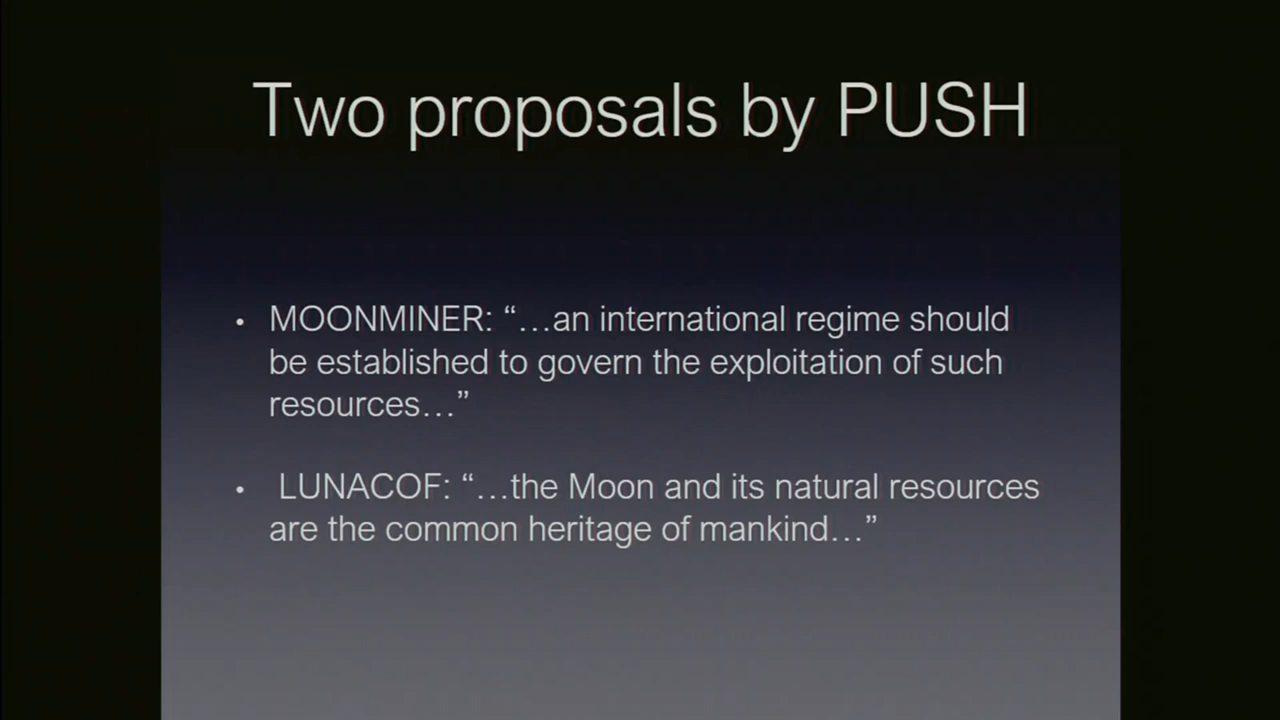 Two proposals by PUSH
• MOONMINER: “…an international regime should
be established to govern the exploitation of such
resources…”
• LUNACOF: “…the Moon and its natural resources
are the common heritage of mankind…”